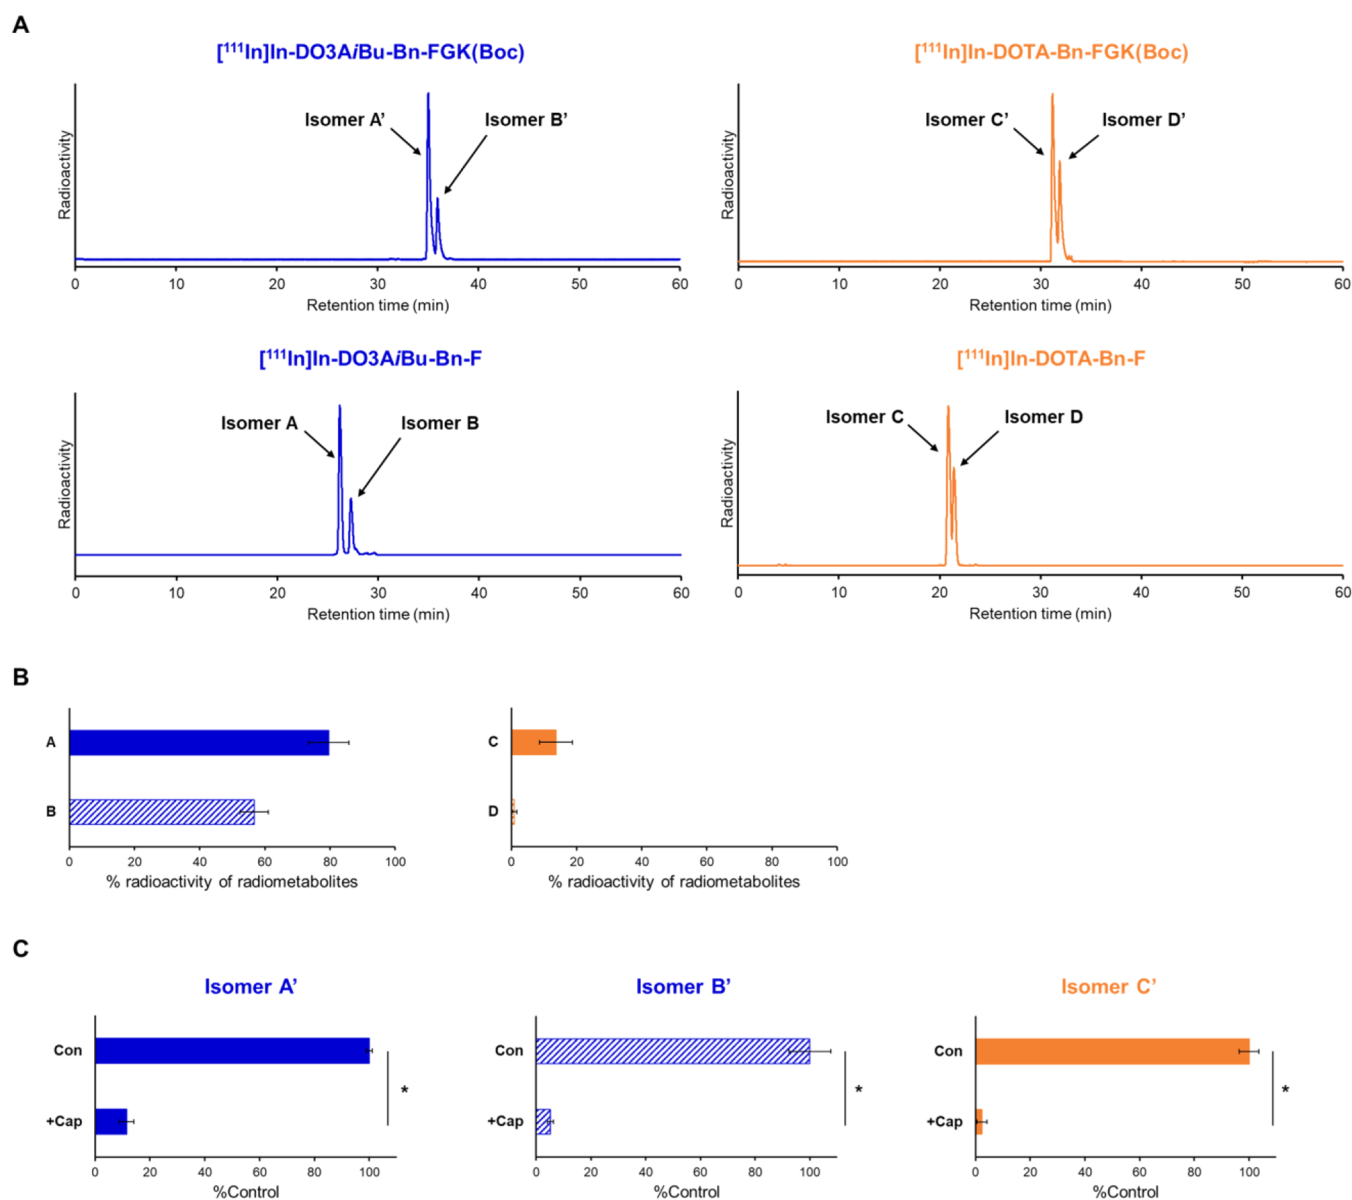 A
[¹¹¹In]In-DO3AiBu-Bn-FGK(Boc)
Radioactivity
Isomer A’
Isomer B’
0 10 20 30 40 50 60
Retention time (min)
[¹¹¹In]In-DOTA-Bn-FGK(Boc)
Radioactivity
Isomer C’
Isomer D’
0 10 20 30 40 50 60
Retention time (min)
[¹¹¹In]In-DO3AiBu-Bn-F
Radioactivity
Isomer A
Isomer B
0 10 20 30 40 50 60
Retention time (min)
[¹¹¹In]In-DOTA-Bn-F
Radioactivity
Isomer C
Isomer D
0 10 20 30 40 50 60
Retention time (min)
B
A
B
0 20 40 60 80 100
% radioactivity of radiometabolites
C
D
0 20 40 60 80 100
% radioactivity of radiometabolites
C
Isomer A’
Con
+Cap
*
0 20 40 60 80 100
%Control
Isomer B’
Con
+Cap
*
0 20 40 60 80 100
%Control
Isomer C’
Con
+Cap
*
0 20 40 60 80 100
%Control